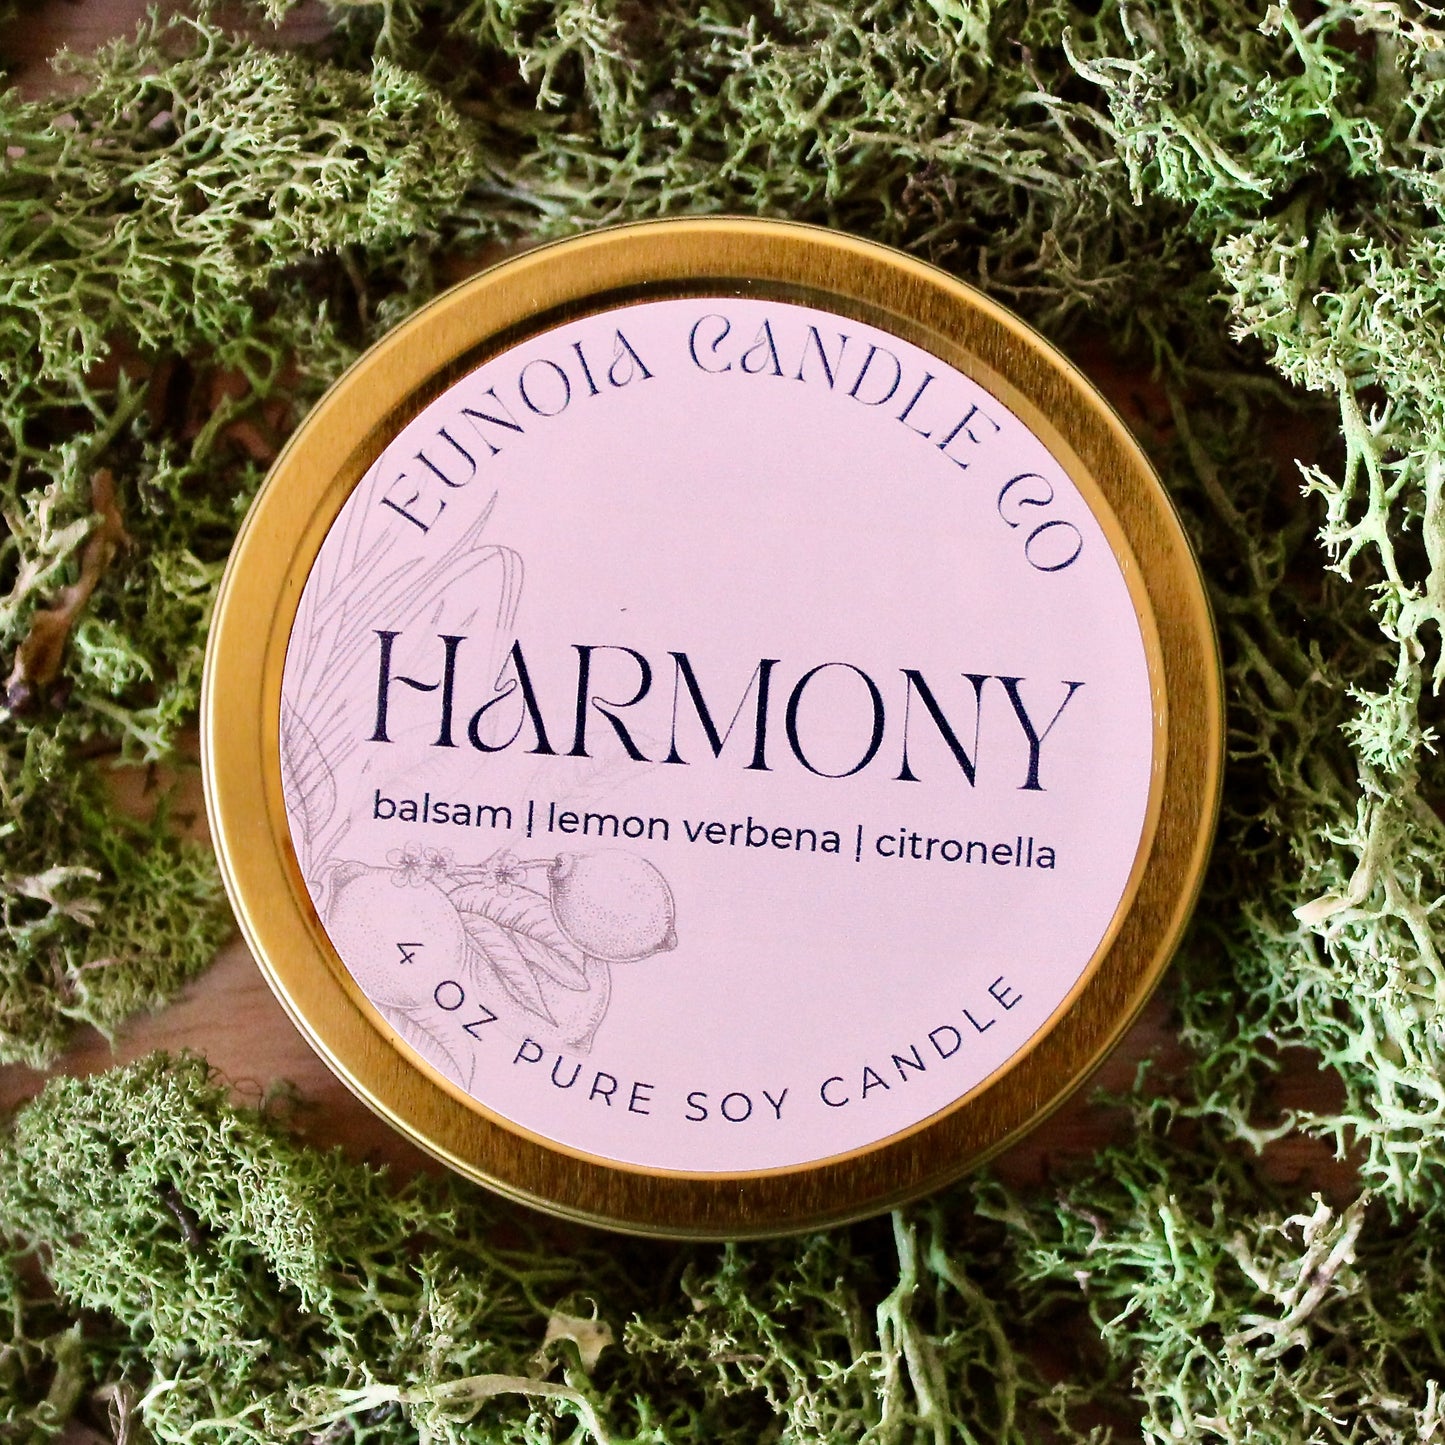 EUNOIA CANDLE CO
HARMONY
balsam | lemon verbena | citronella
4 OZ PURE SOY CANDLE